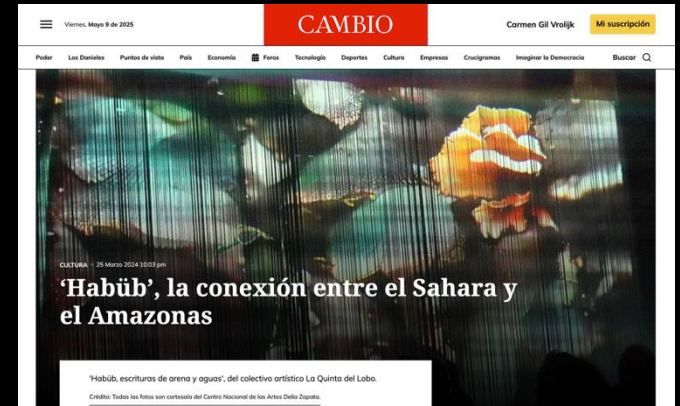 Viernes, Mayo 9 de 2025
CAMBIO
Carmen Gil Vrolijk
Mi suscripción
Poder Los Danieles Puntos de vista País Economía Foros Tecnología Deportes Cultura Empresas Crucigramas Imaginar la Democracia Buscar
CULTURA - 25 Marzo 2024 10:03 pm
‘Habüb’, la conexión entre el Sahara y
el Amazonas
'Habüb, escrituras de arena y aguas', del colectivo artístico La Quinta del Lobo.
Crédito: Todas las fotos son cortesaía del Centro Nacional de las Artes Delia Zapata.